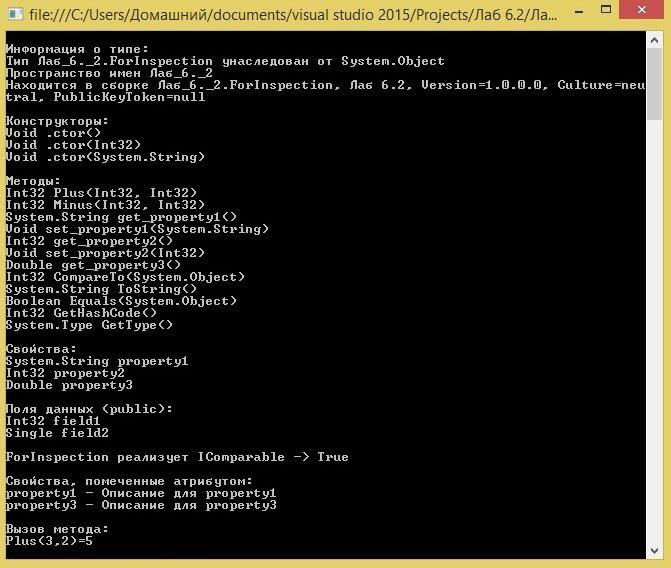 file:///C:/Users/Домашний/documents/visual studio 2015/Projects/Лаб 6.2/Ла...
Информация о типе:
Тип Лаб_6._2.ForInspection унаследован от System.Object
Пространство имен Лаб_6._2
Находится в сборке Лаб_6._2.ForInspection, Лаб 6.2, Version=1.0.0.0, Culture=neu
tral, PublicKeyToken=null
Конструкторы:
Void .ctor()
Void .ctor(Int32)
Void .ctor(System.String)
Методы:
Int32 Plus(Int32, Int32)
Int32 Minus(Int32, Int32)
System.String get_property1()
Void set_property1(System.String)
Int32 get_property2()
Void set_property2(Int32)
Double get_property3()
Int32 CompareTo(System.Object)
System.String ToString()
Boolean Equals(System.Object)
Int32 GetHashCode()
System.Type GetType()
Свойства:
System.String property1
Int32 property2
Double property3
Поля данных (public):
Int32 field1
Single field2
ForInspection реализует IComparable -> True
Свойства, помеченные атрибутом:
property1 - Описание для property1
property3 - Описание для property3
Вызов метода:
Plus(3,2)=5